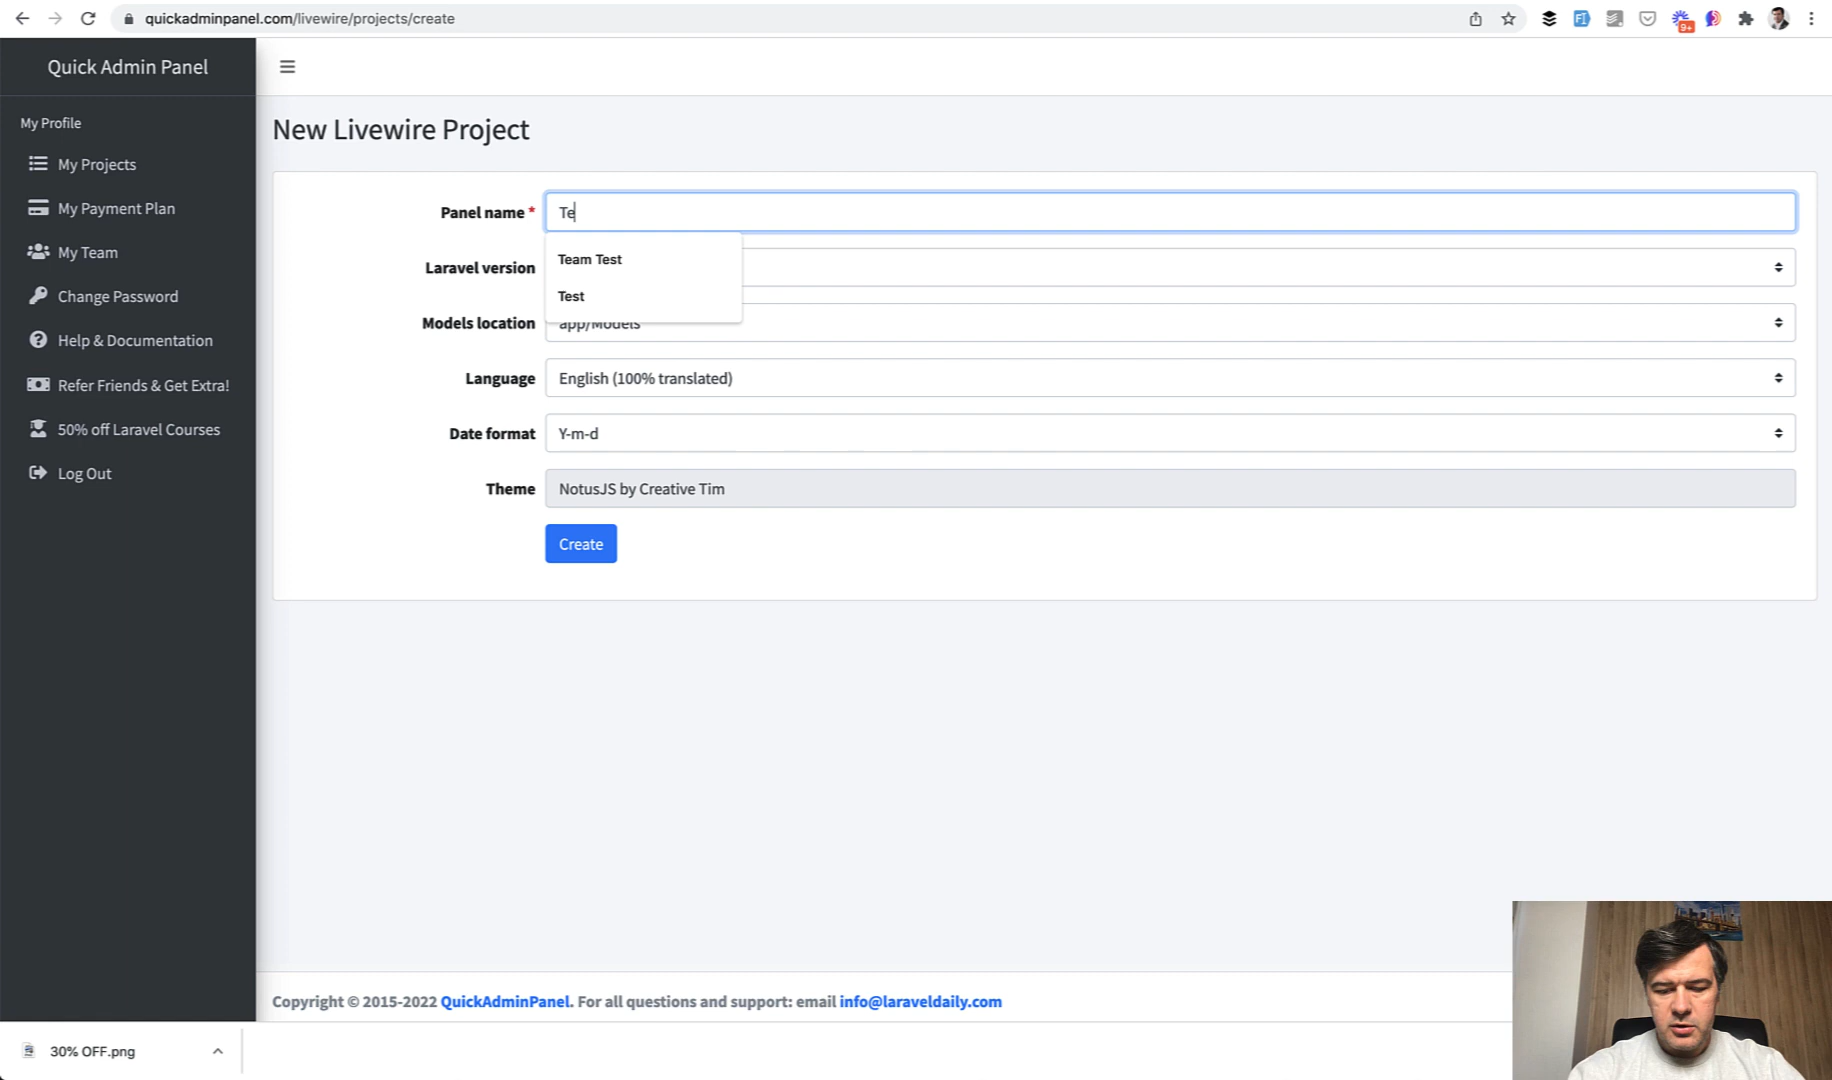 quickadminpanel.com/livewire/projects/create
9+
Quick Admin Panel
My Profile
My Projects
My Payment Plan
My Team
Change Password
Help & Documentation
Refer Friends & Get Extra!
50% off Laravel Courses
Log Out
New Livewire Project
Panel name * Te
Team Test
Test
Laravel version
Models location app/Models
Language English (100% translated)
Date format Y-m-d
Theme NotusJS by Creative Tim
Create
Copyright © 2015-2022 QuickAdminPanel. For all questions and support: email info@laraveldaily.com
30% OFF.png